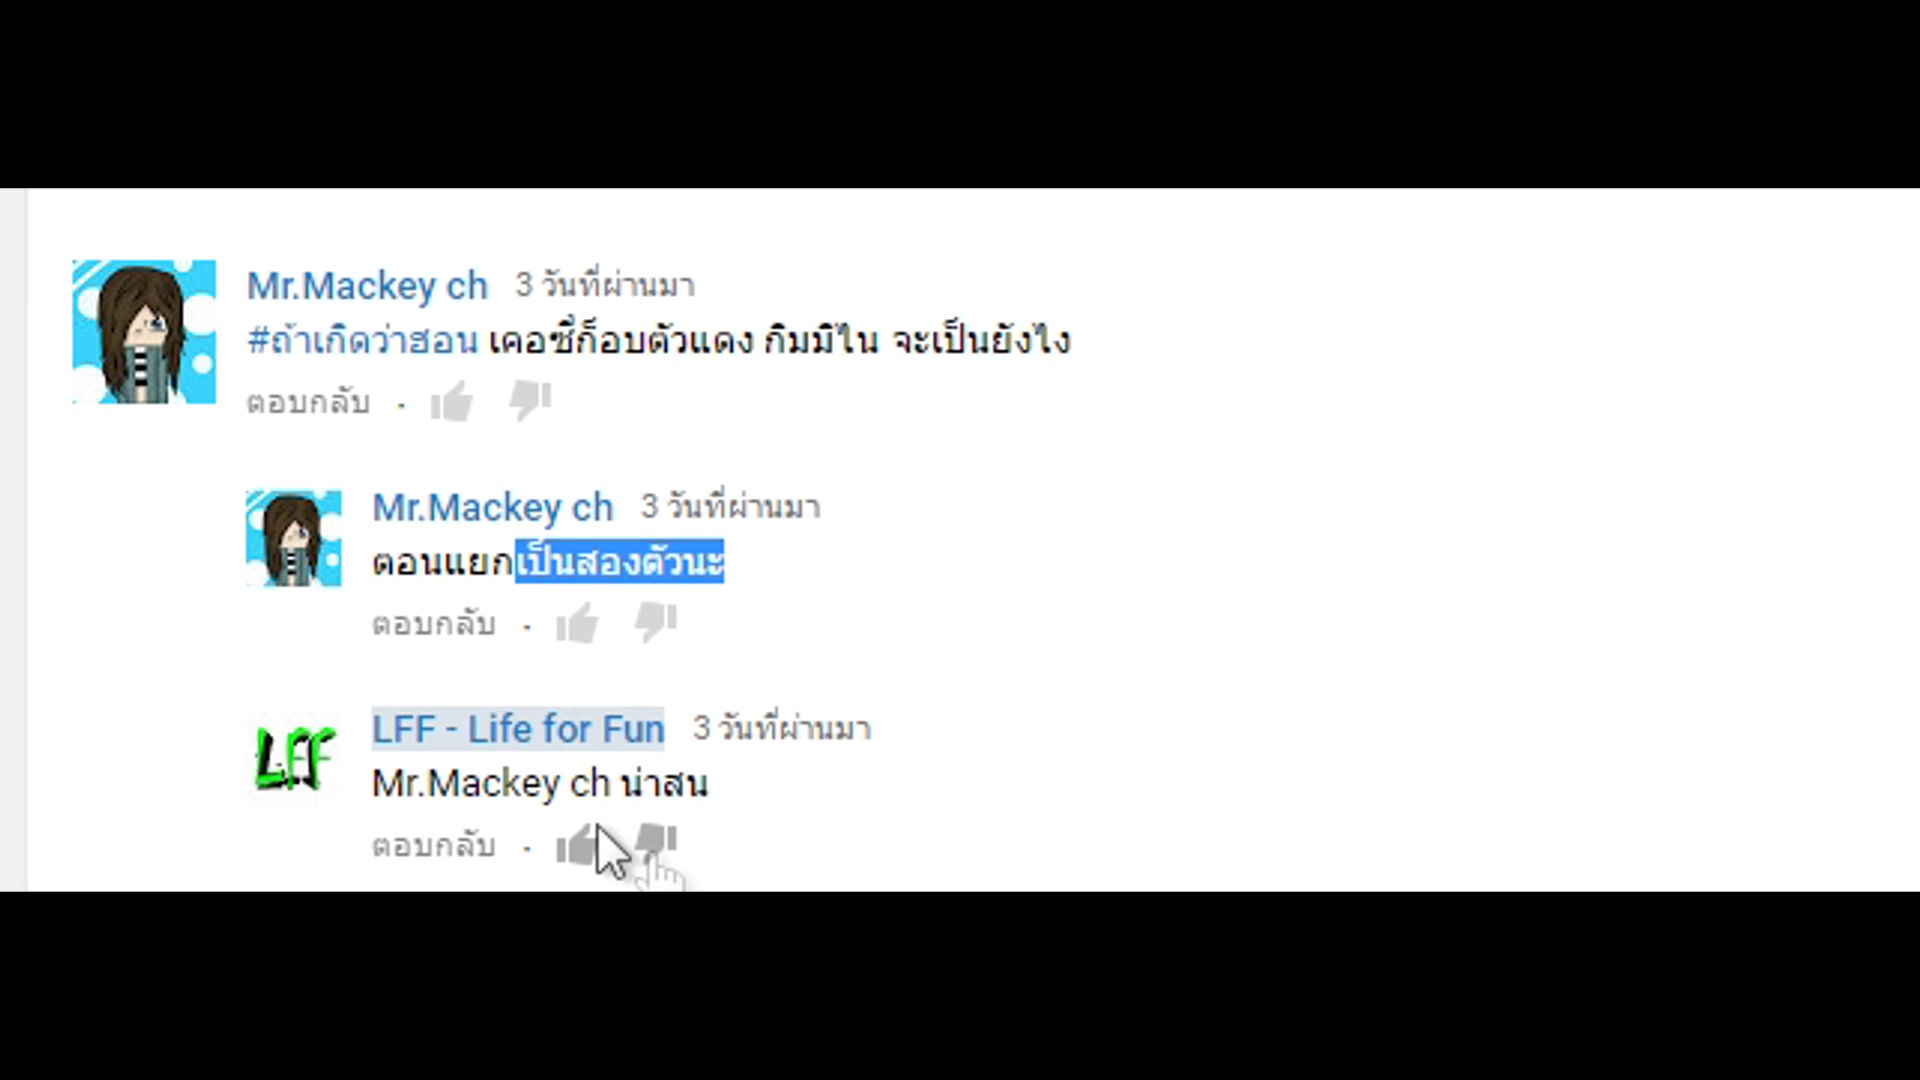 Mr.Mackey ch 3 วันที่ผ่านมา
#ถ้าเกิดว่าฮอน เคอซี่ก็อบตัวแดง กิมมิไน จะเป็นยังไง
ตอบกลับ ·
Mr.Mackey ch 3 วันที่ผ่านมา
ตอนแยกเป็นสองตัวนะ
ตอบกลับ ·
LFF
LFF - Life for Fun 3 วันที่ผ่านมา
Mr.Mackey ch น่าสน
ตอบกลับ ·